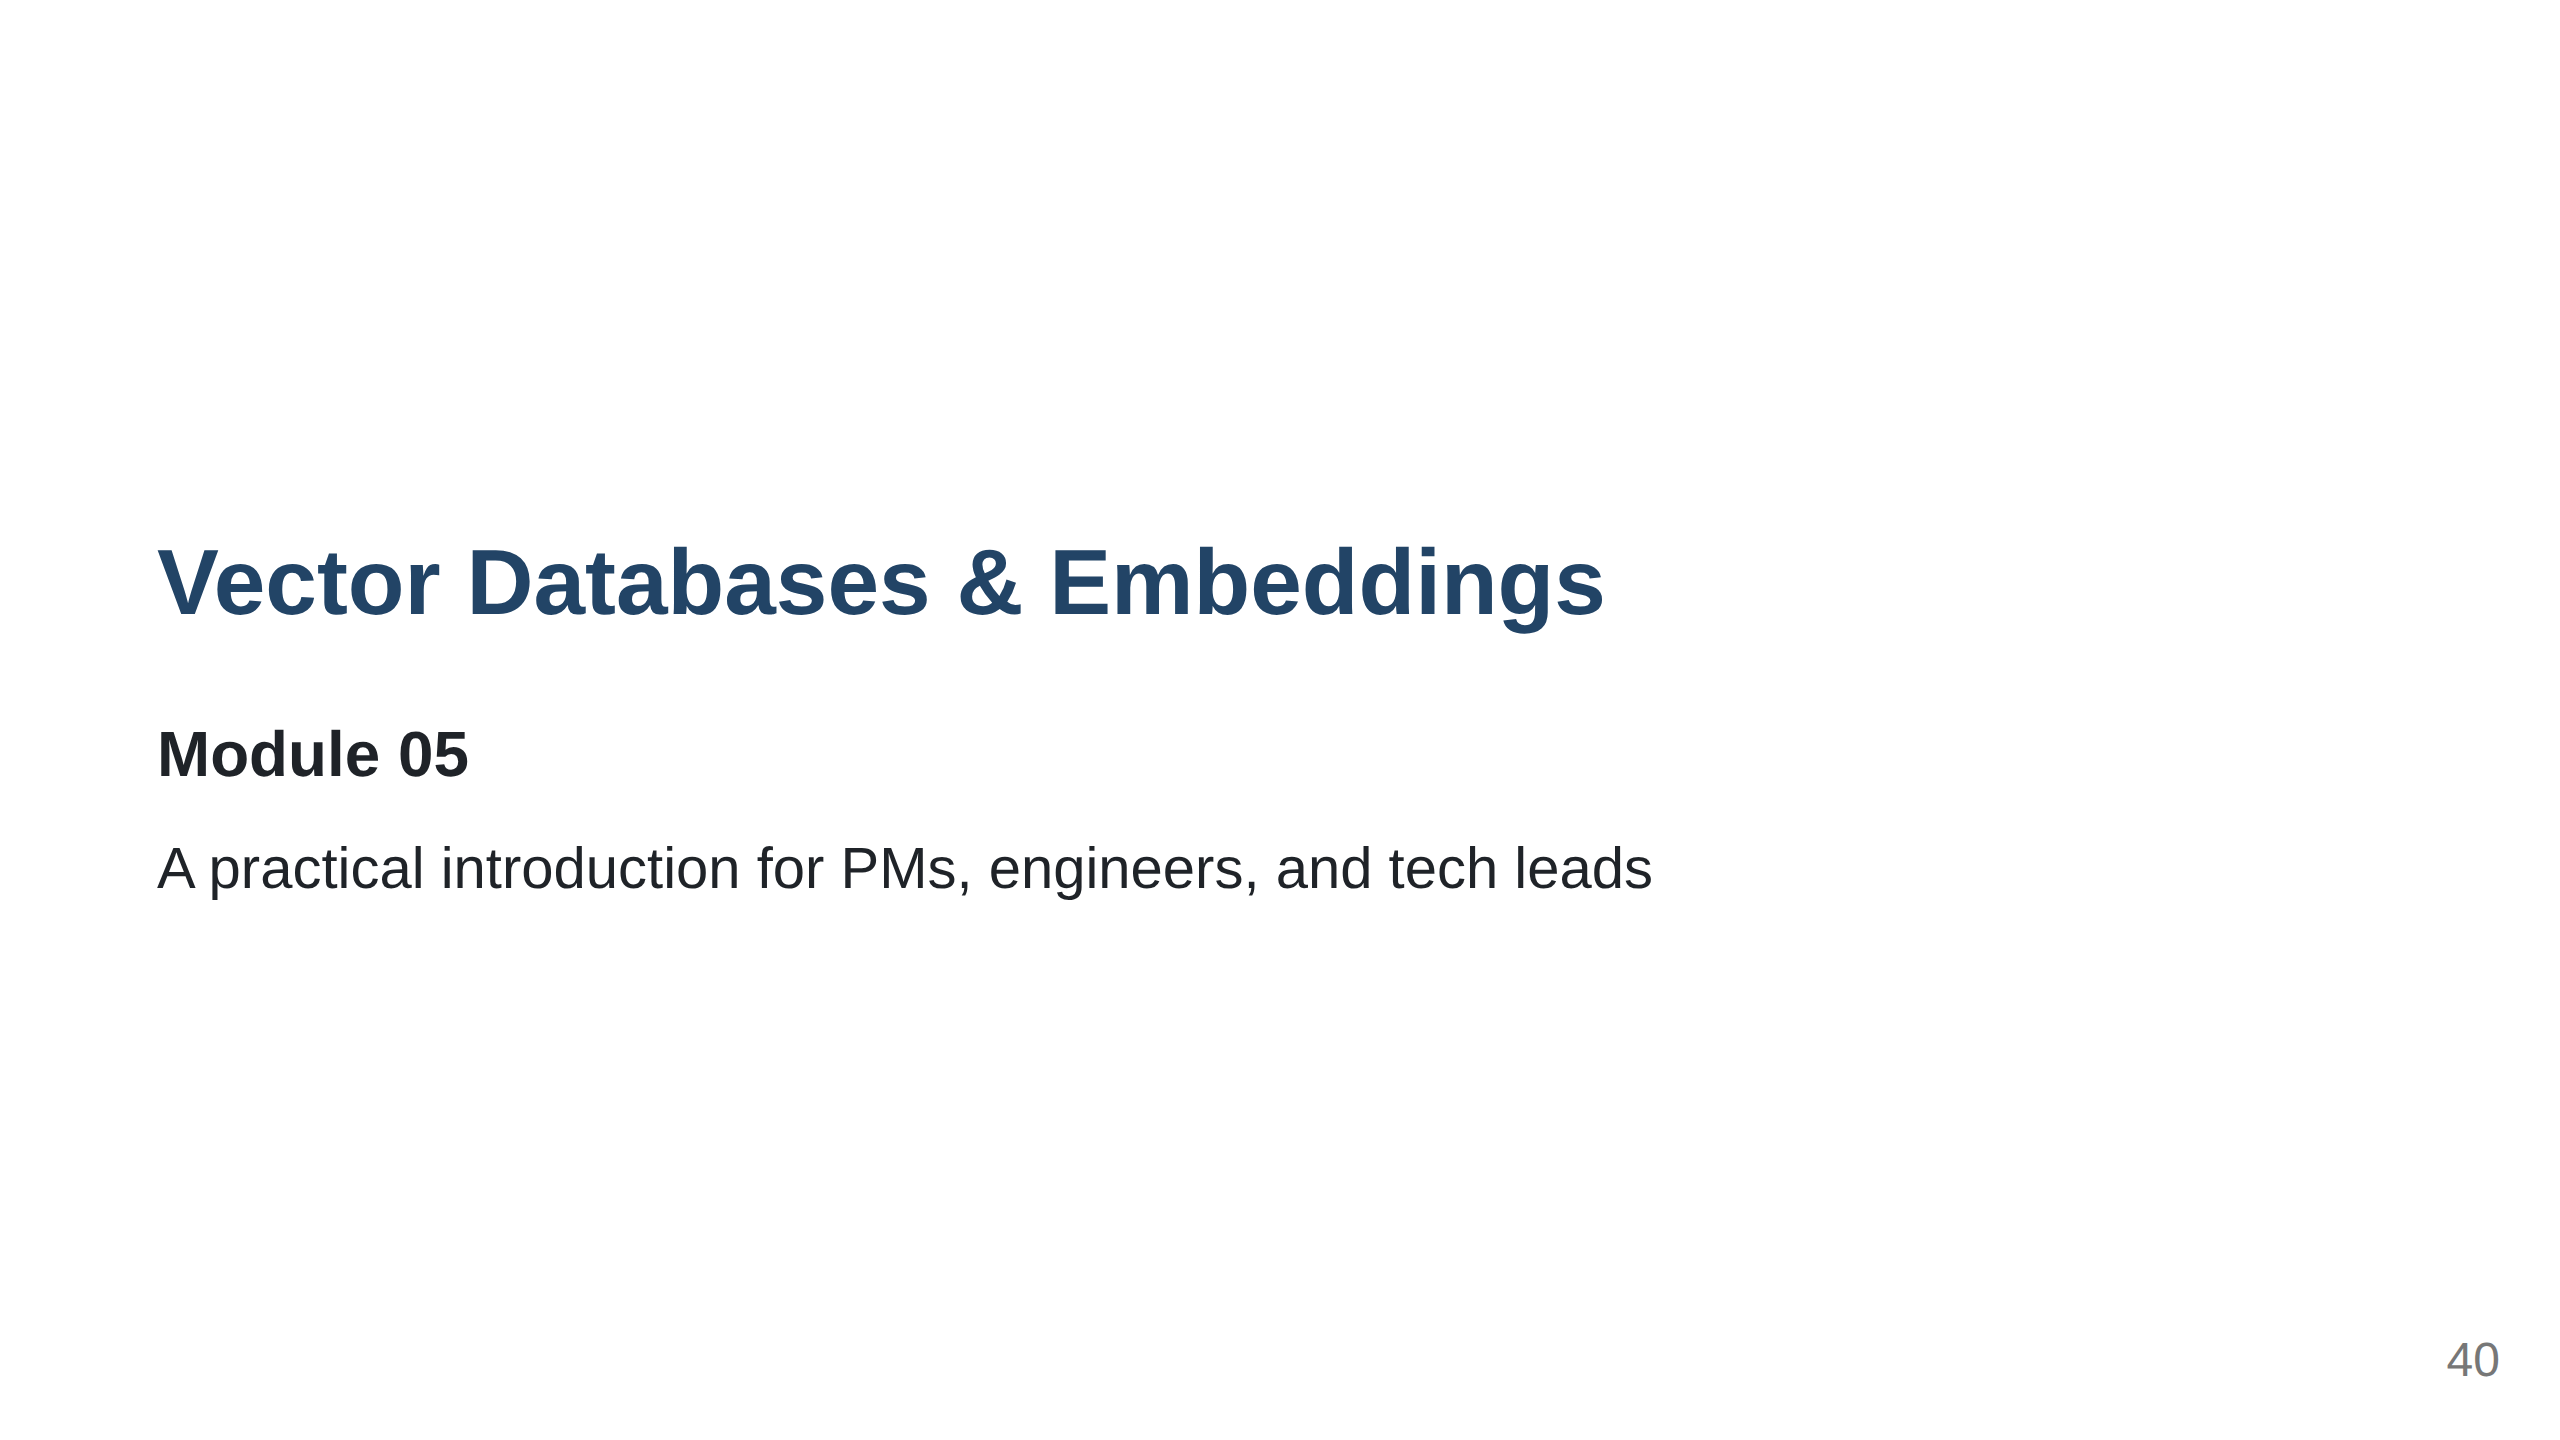 Vector Databases & Embeddings
Module 05
A practical introduction for PMs, engineers, and tech leads
40